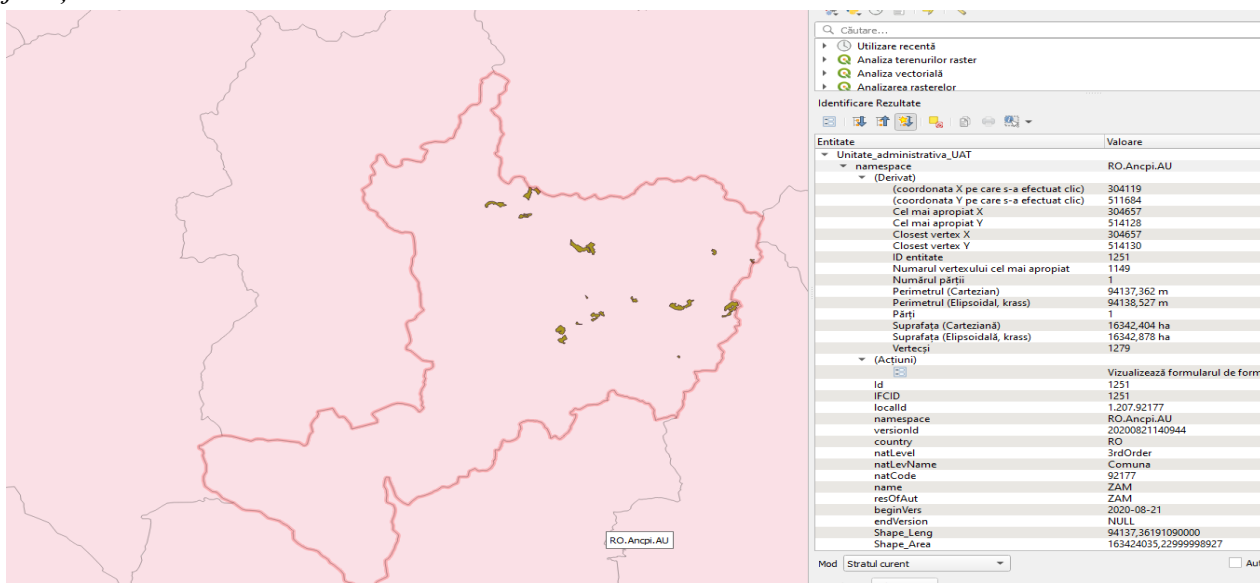 RO.Ancpi.AU
Căutare...
Utilizare recentă
Analiza terenurilor raster
Analiza vectorială
Analizarea rasterelor
Identificare Rezultate
Entitate Valoare
Unitate_administrativa_UAT
namespace RO.Ancpi.AU
(Derivat)
(coordonata X pe care s-a efectuat clic) 304119
(coordonata Y pe care s-a efectuat clic) 511684
Cel mai apropiat X 304657
Cel mai apropiat Y 514128
Closest vertex X 304657
Closest vertex Y 514130
ID entitate 1251
Numarul vertexului cel mai apropiat 1149
Numărul părții 1
Perimetrul (Cartezian) 94137,362 m
Perimetrul (Elipsoidal, krass) 94138,527 m
Părți 1
Suprafața (Carteziană) 16342,404 ha
Suprafața (Elipsoidală, krass) 16342,878 ha
Vertecși 1279
(Acțiuni)
Vizualizează formularul de form
Id 1251
IFCID 1251
localId 1.207.92177
namespace RO.Ancpi.AU
versionId 20200821140944
country RO
natLevel 3rdOrder
natLevName Comuna
natCode 92177
name ZAM
resOfAut ZAM
beginVers 2020-08-21
endVersion NULL
Shape_Leng 94137,36191090000
Shape_Area 163424035,22999998927
Mod Stratul curent